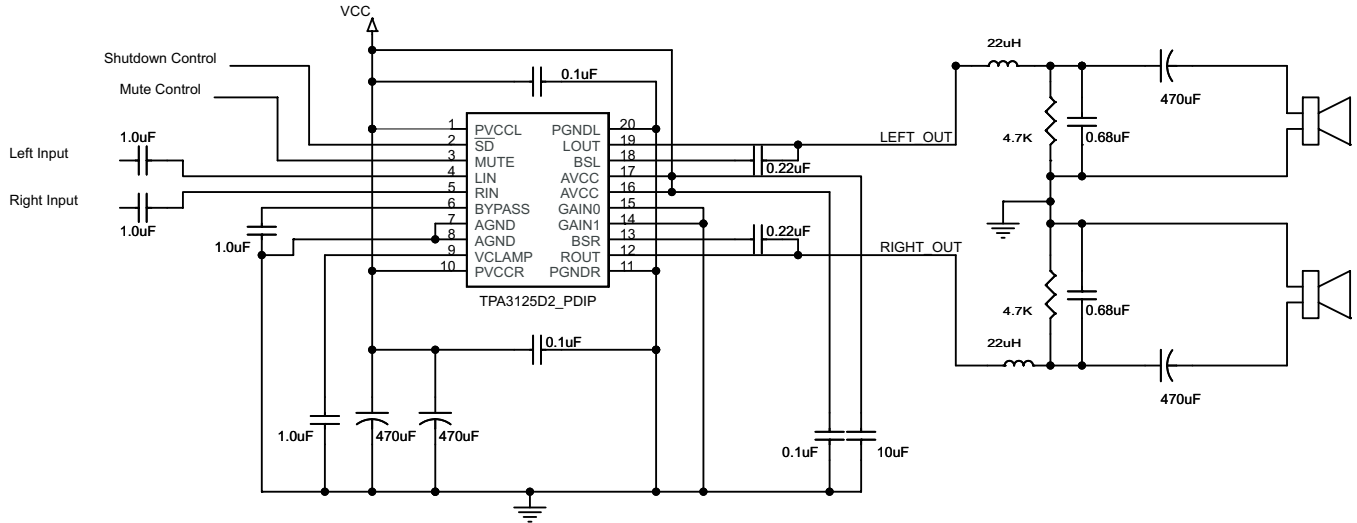 VCC
22uH
Shutdown Control
0.1uF
470uF
Mute Control
1.0uF
1 PVCCL PGNDL 20
2 SD LOUT 19 LEFT_OUT
4.7K 0.68uF
Left Input
3 MUTE BSL 18
0.22uF
4 LIN AVCC 17
5 RIN AVCC 16
Right Input
1.0uF
6 BYPASS GAIN0 15
7 AGND GAIN1 14
1.0uF
8 AGND BSR 13
0.22uF
9 VCLAMP ROUT 12 RIGHT_OUT
10 PVCCR PGNDR 11
TPA3125D2_PDIP
4.7K 0.68uF
0.1uF
22uH
470uF
1.0uF 470uF 470uF
0.1uF 10uF